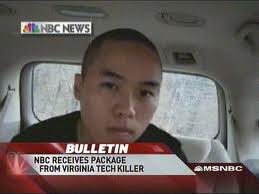 NBC NEWS
BULLETIN
NBC RECEIVES PACKAGE
FROM VIRGINIA TECH KILLER
MSNBC